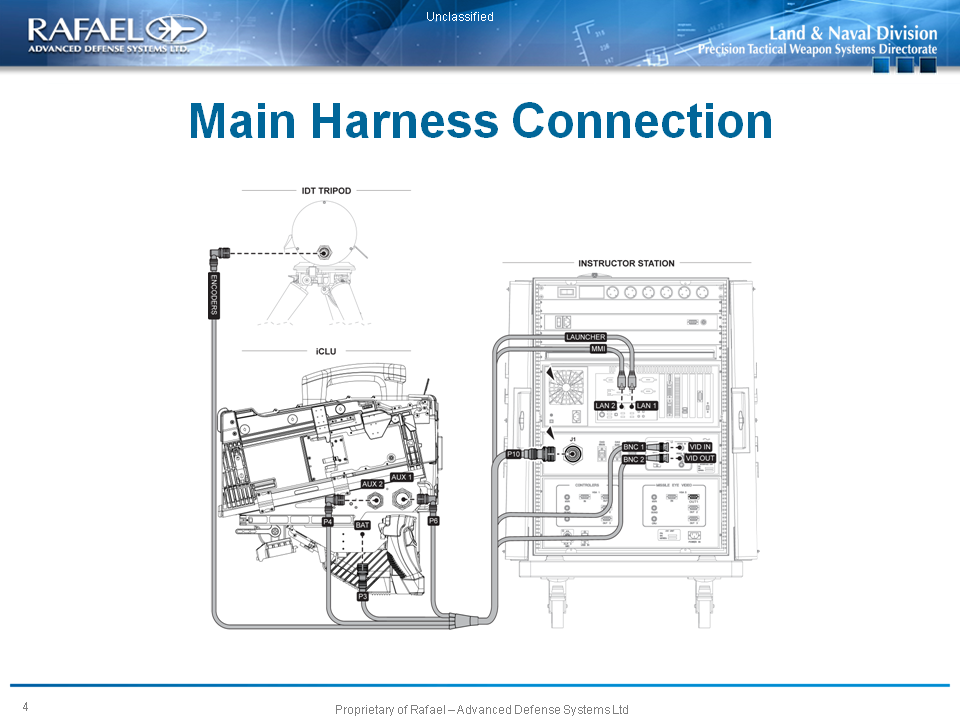 Unclassified
RAFAEL
ADVANCED DEFENSE SYSTEMS LTD.
Land & Naval Division
Precision Tactical Weapon Systems Directorate
Main Harness Connection
IDT TRIPOD
ENCODERS
INSTRUCTOR STATION
LAUNCHER
MMI
iCLU
LAN 2
LAN 1
J1
BNC 1
VID IN
P10
BNC 2
VID OUT
AUX 1
AUX 2
CONTROLERS
MISSILE EYE VIDEO
P4
BAT
P6
P3
4
Proprietary of Rafael – Advanced Defense Systems Ltd